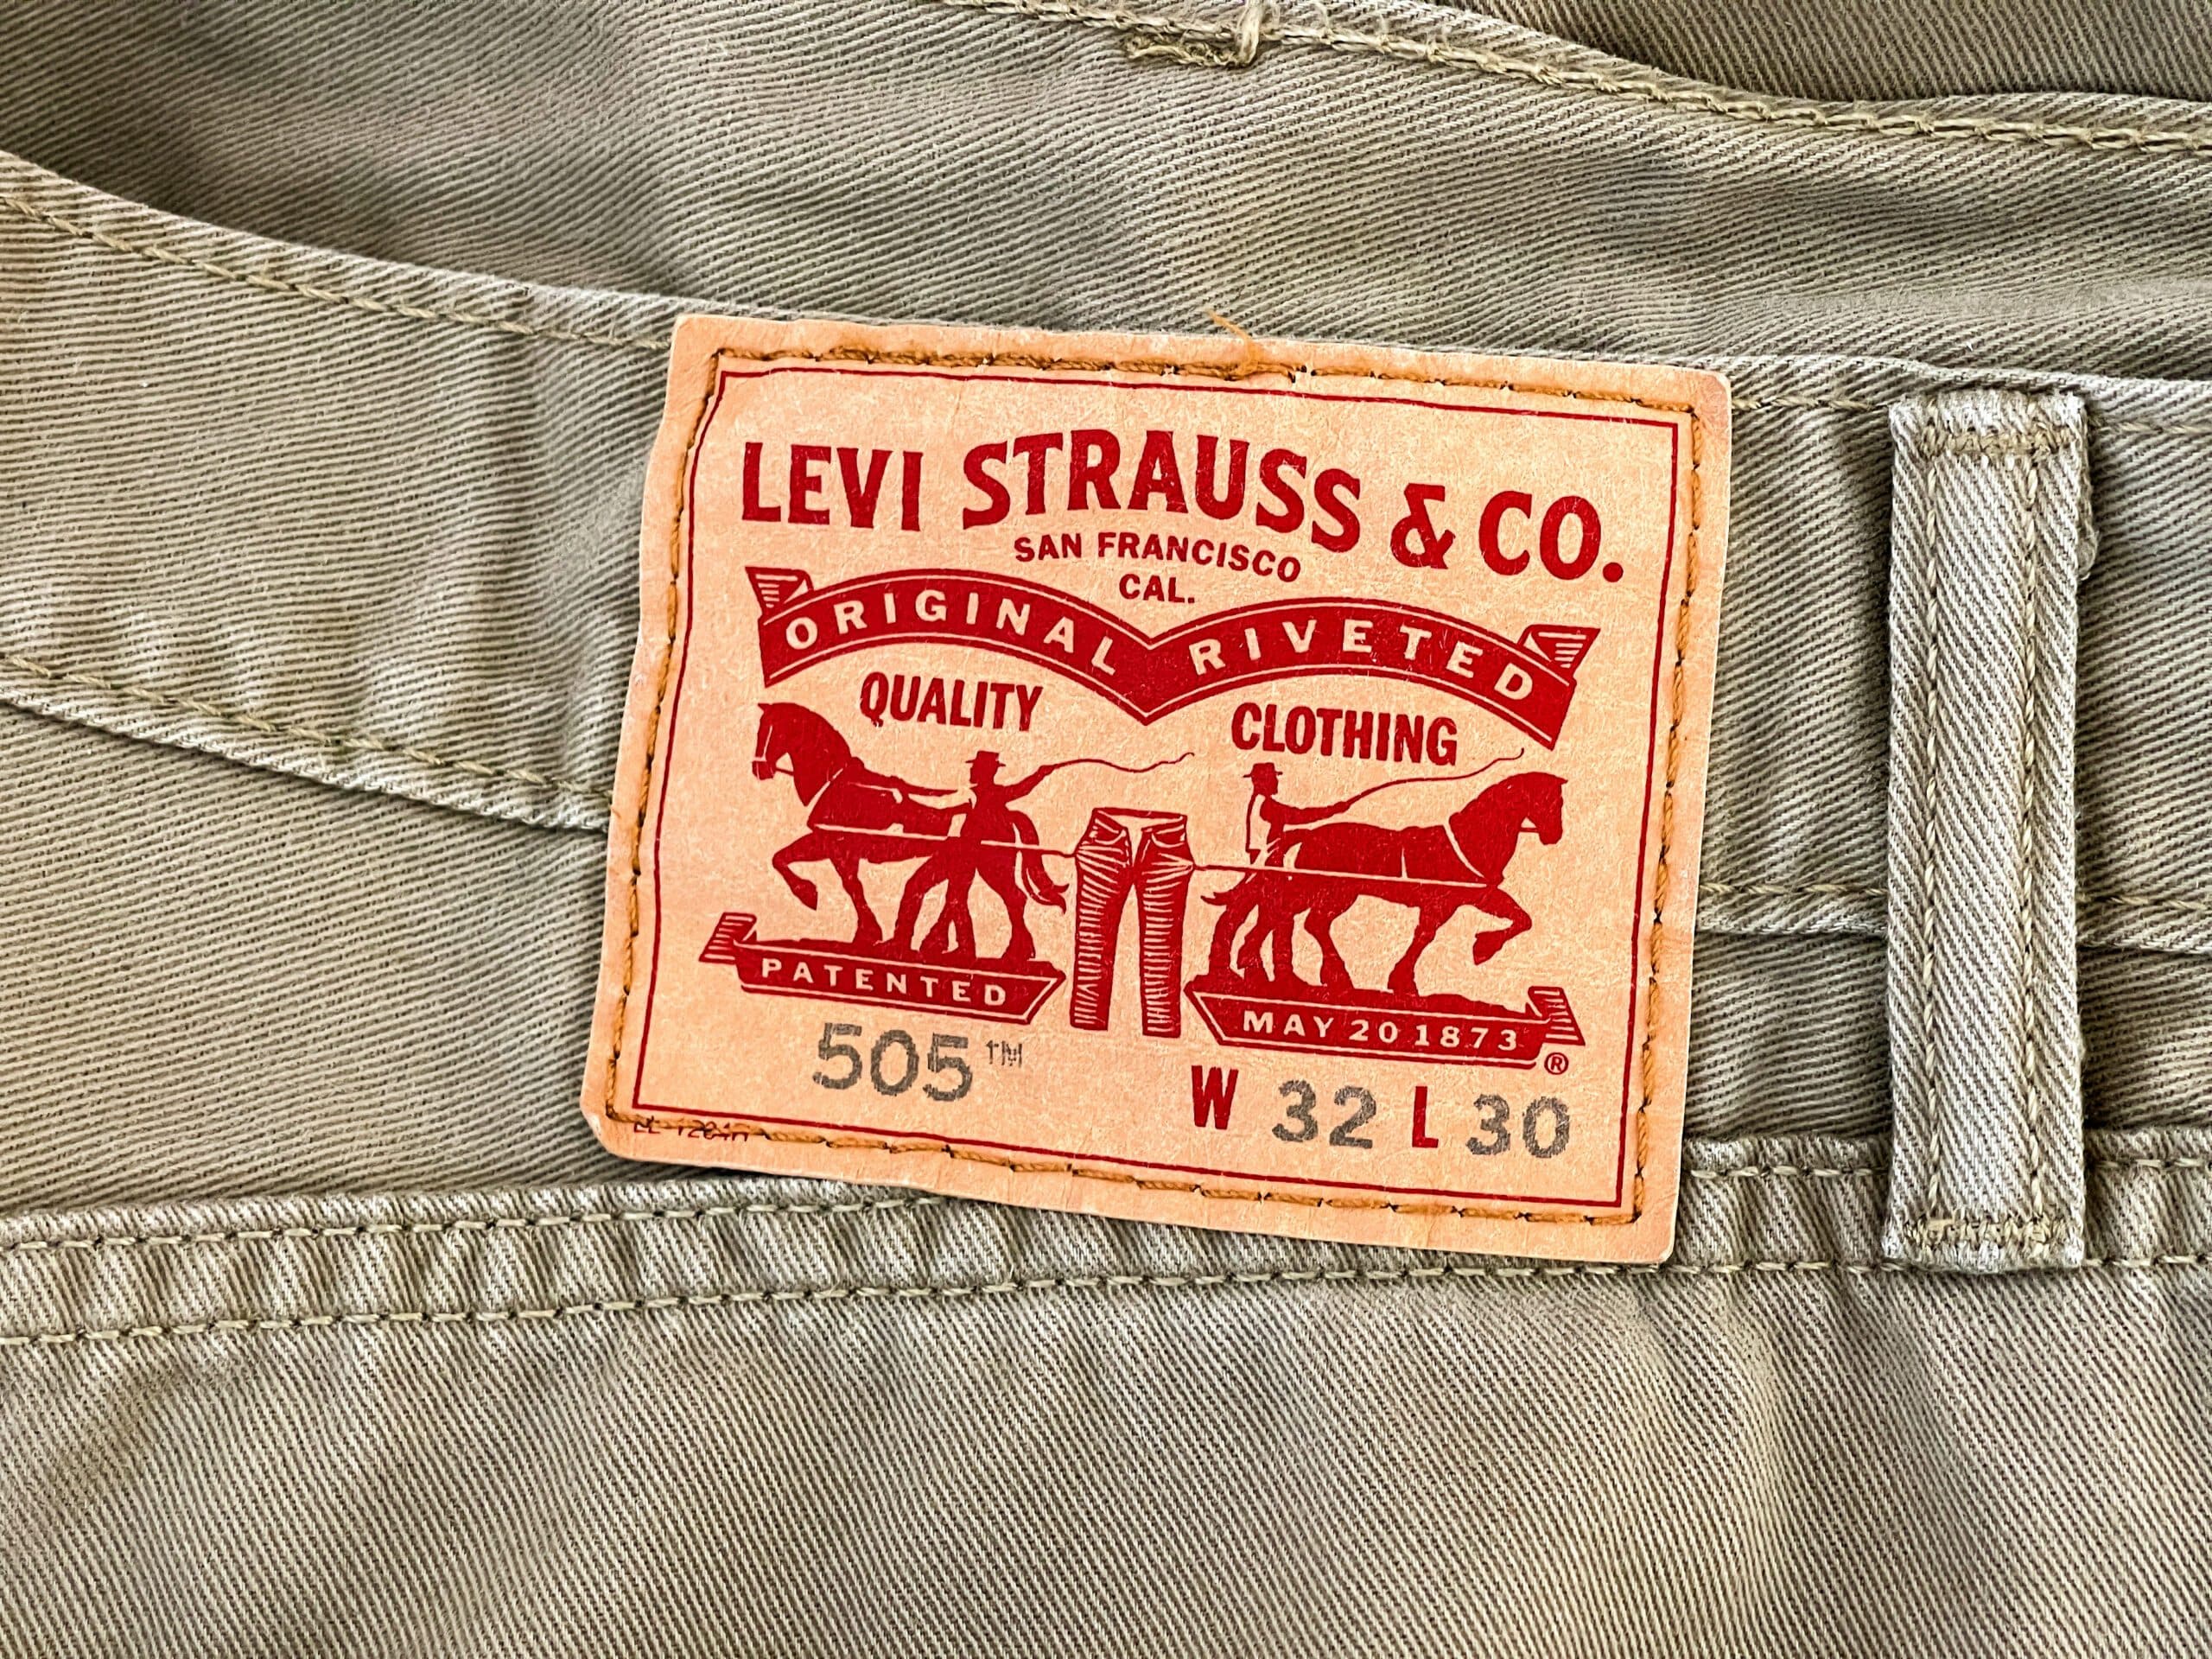 LEVI STRAUSS & CO.
SAN FRANCISCO
CAL.
ORIGINAL RIVETED
QUALITY CLOTHING
PATENTED
MAY 20 1873
®
505™
W 32 L 30